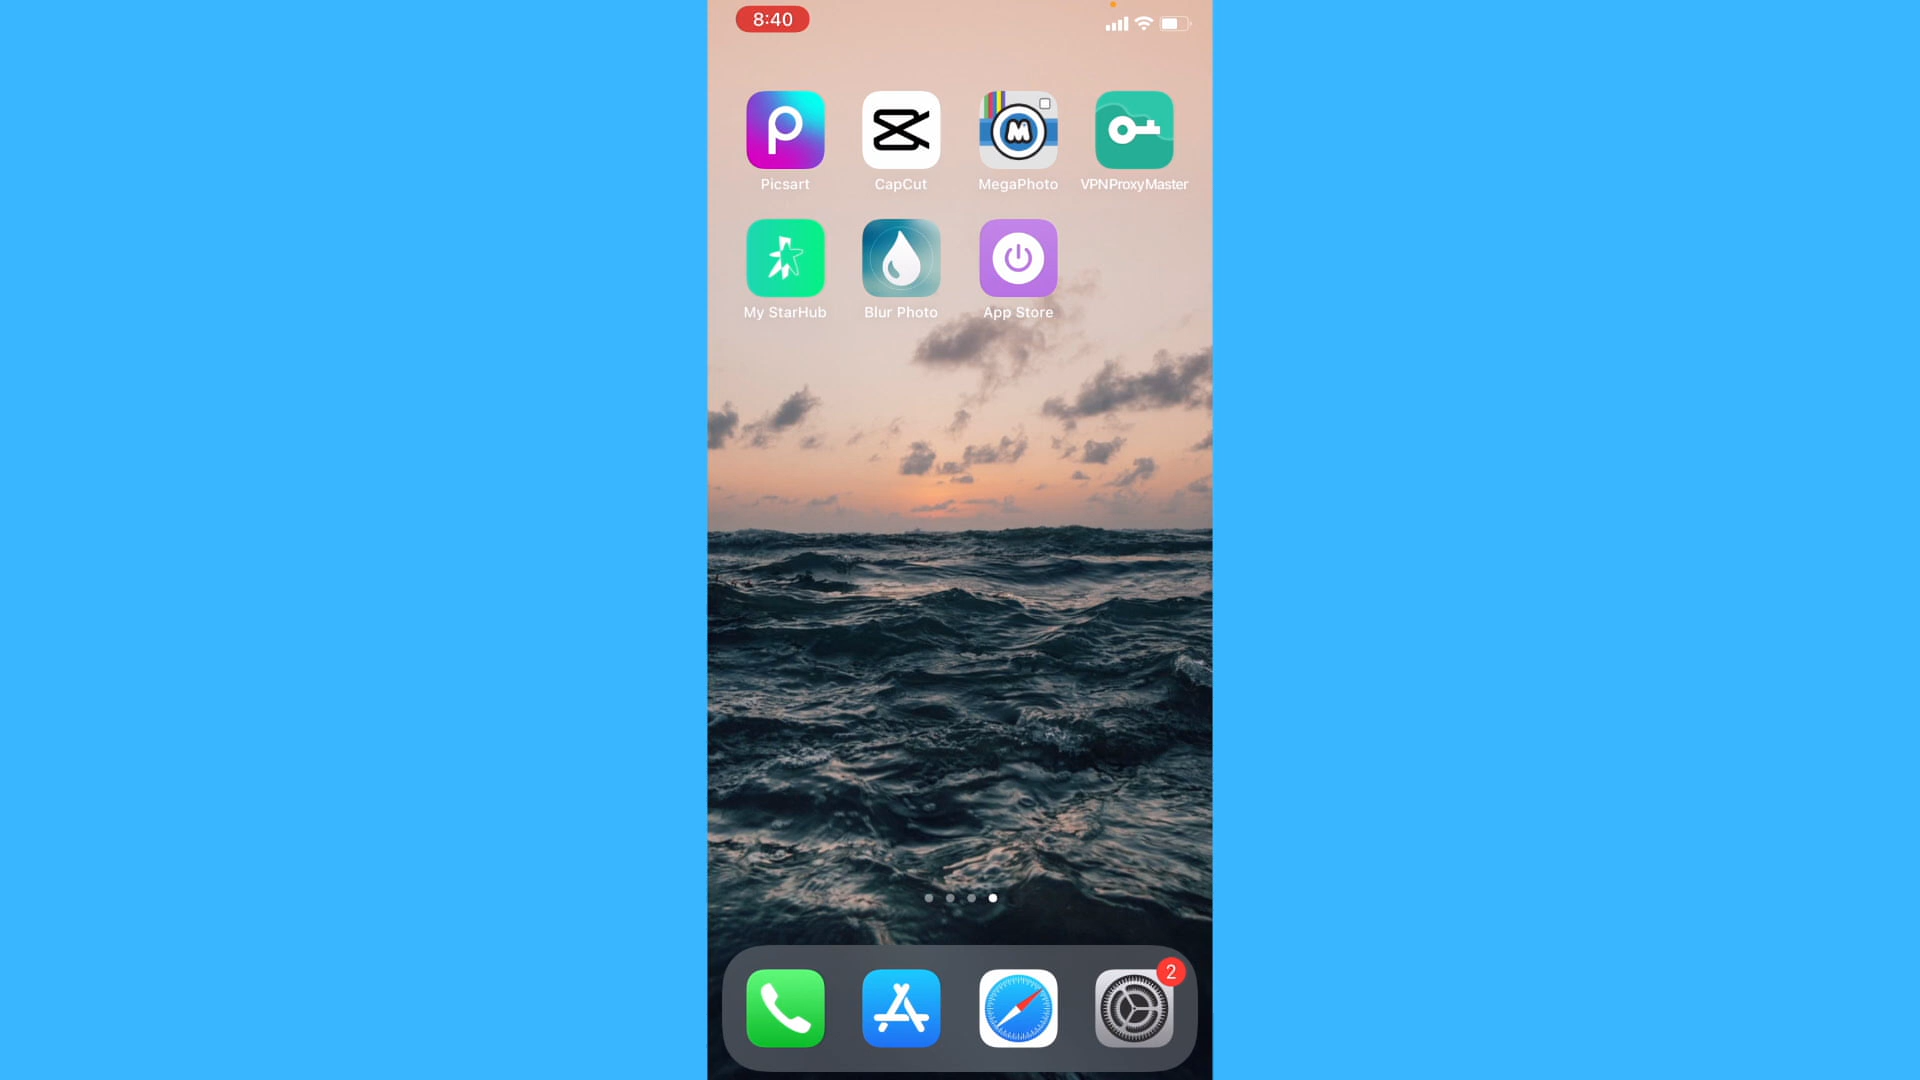 8:40
Picsart
CapCut
MegaPhoto
VPNProxyMaster
My StarHub
Blur Photo
App Store
2